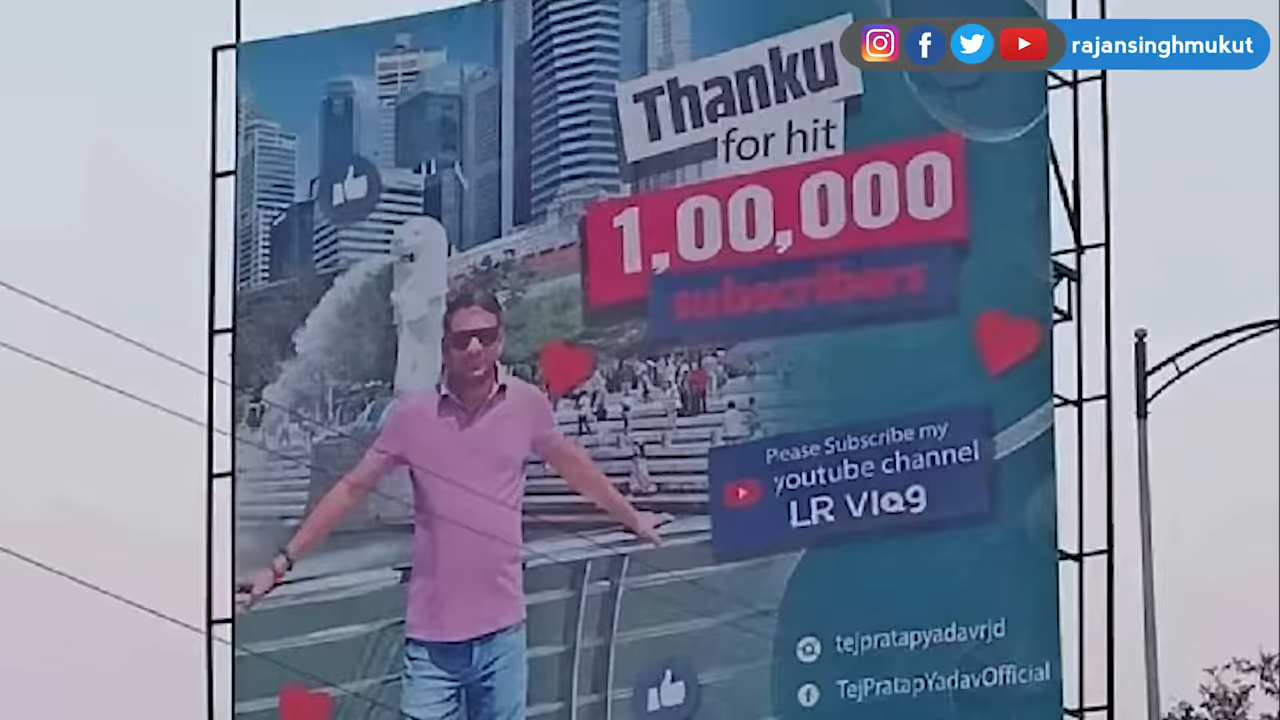 rajansinghmukut
Thanku
for hit
1,00,000
subscribers
Please Subscribe my
youtube channel
LR Vlog
tejpratapyadavrjd
TejPratapYadavOfficial